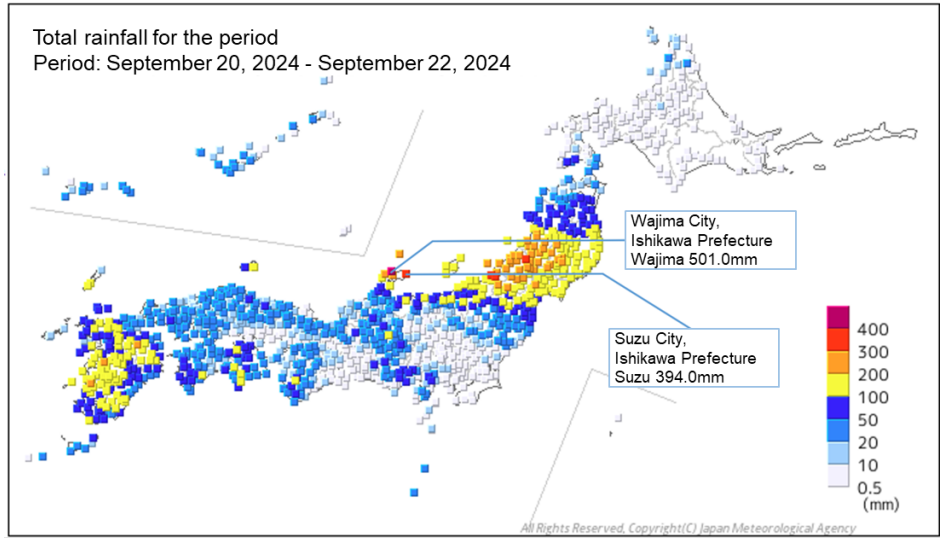 Total rainfall for the period
Period: September 20, 2024 - September 22, 2024
Wajima City,
Ishikawa Prefecture
Wajima 501.0mm
Suzu City,
Ishikawa Prefecture
Suzu 394.0mm
400
300
200
100
50
20
10
0.5
(mm)
All Rights Reserved, Copyright(C) Japan Meteorological Agency